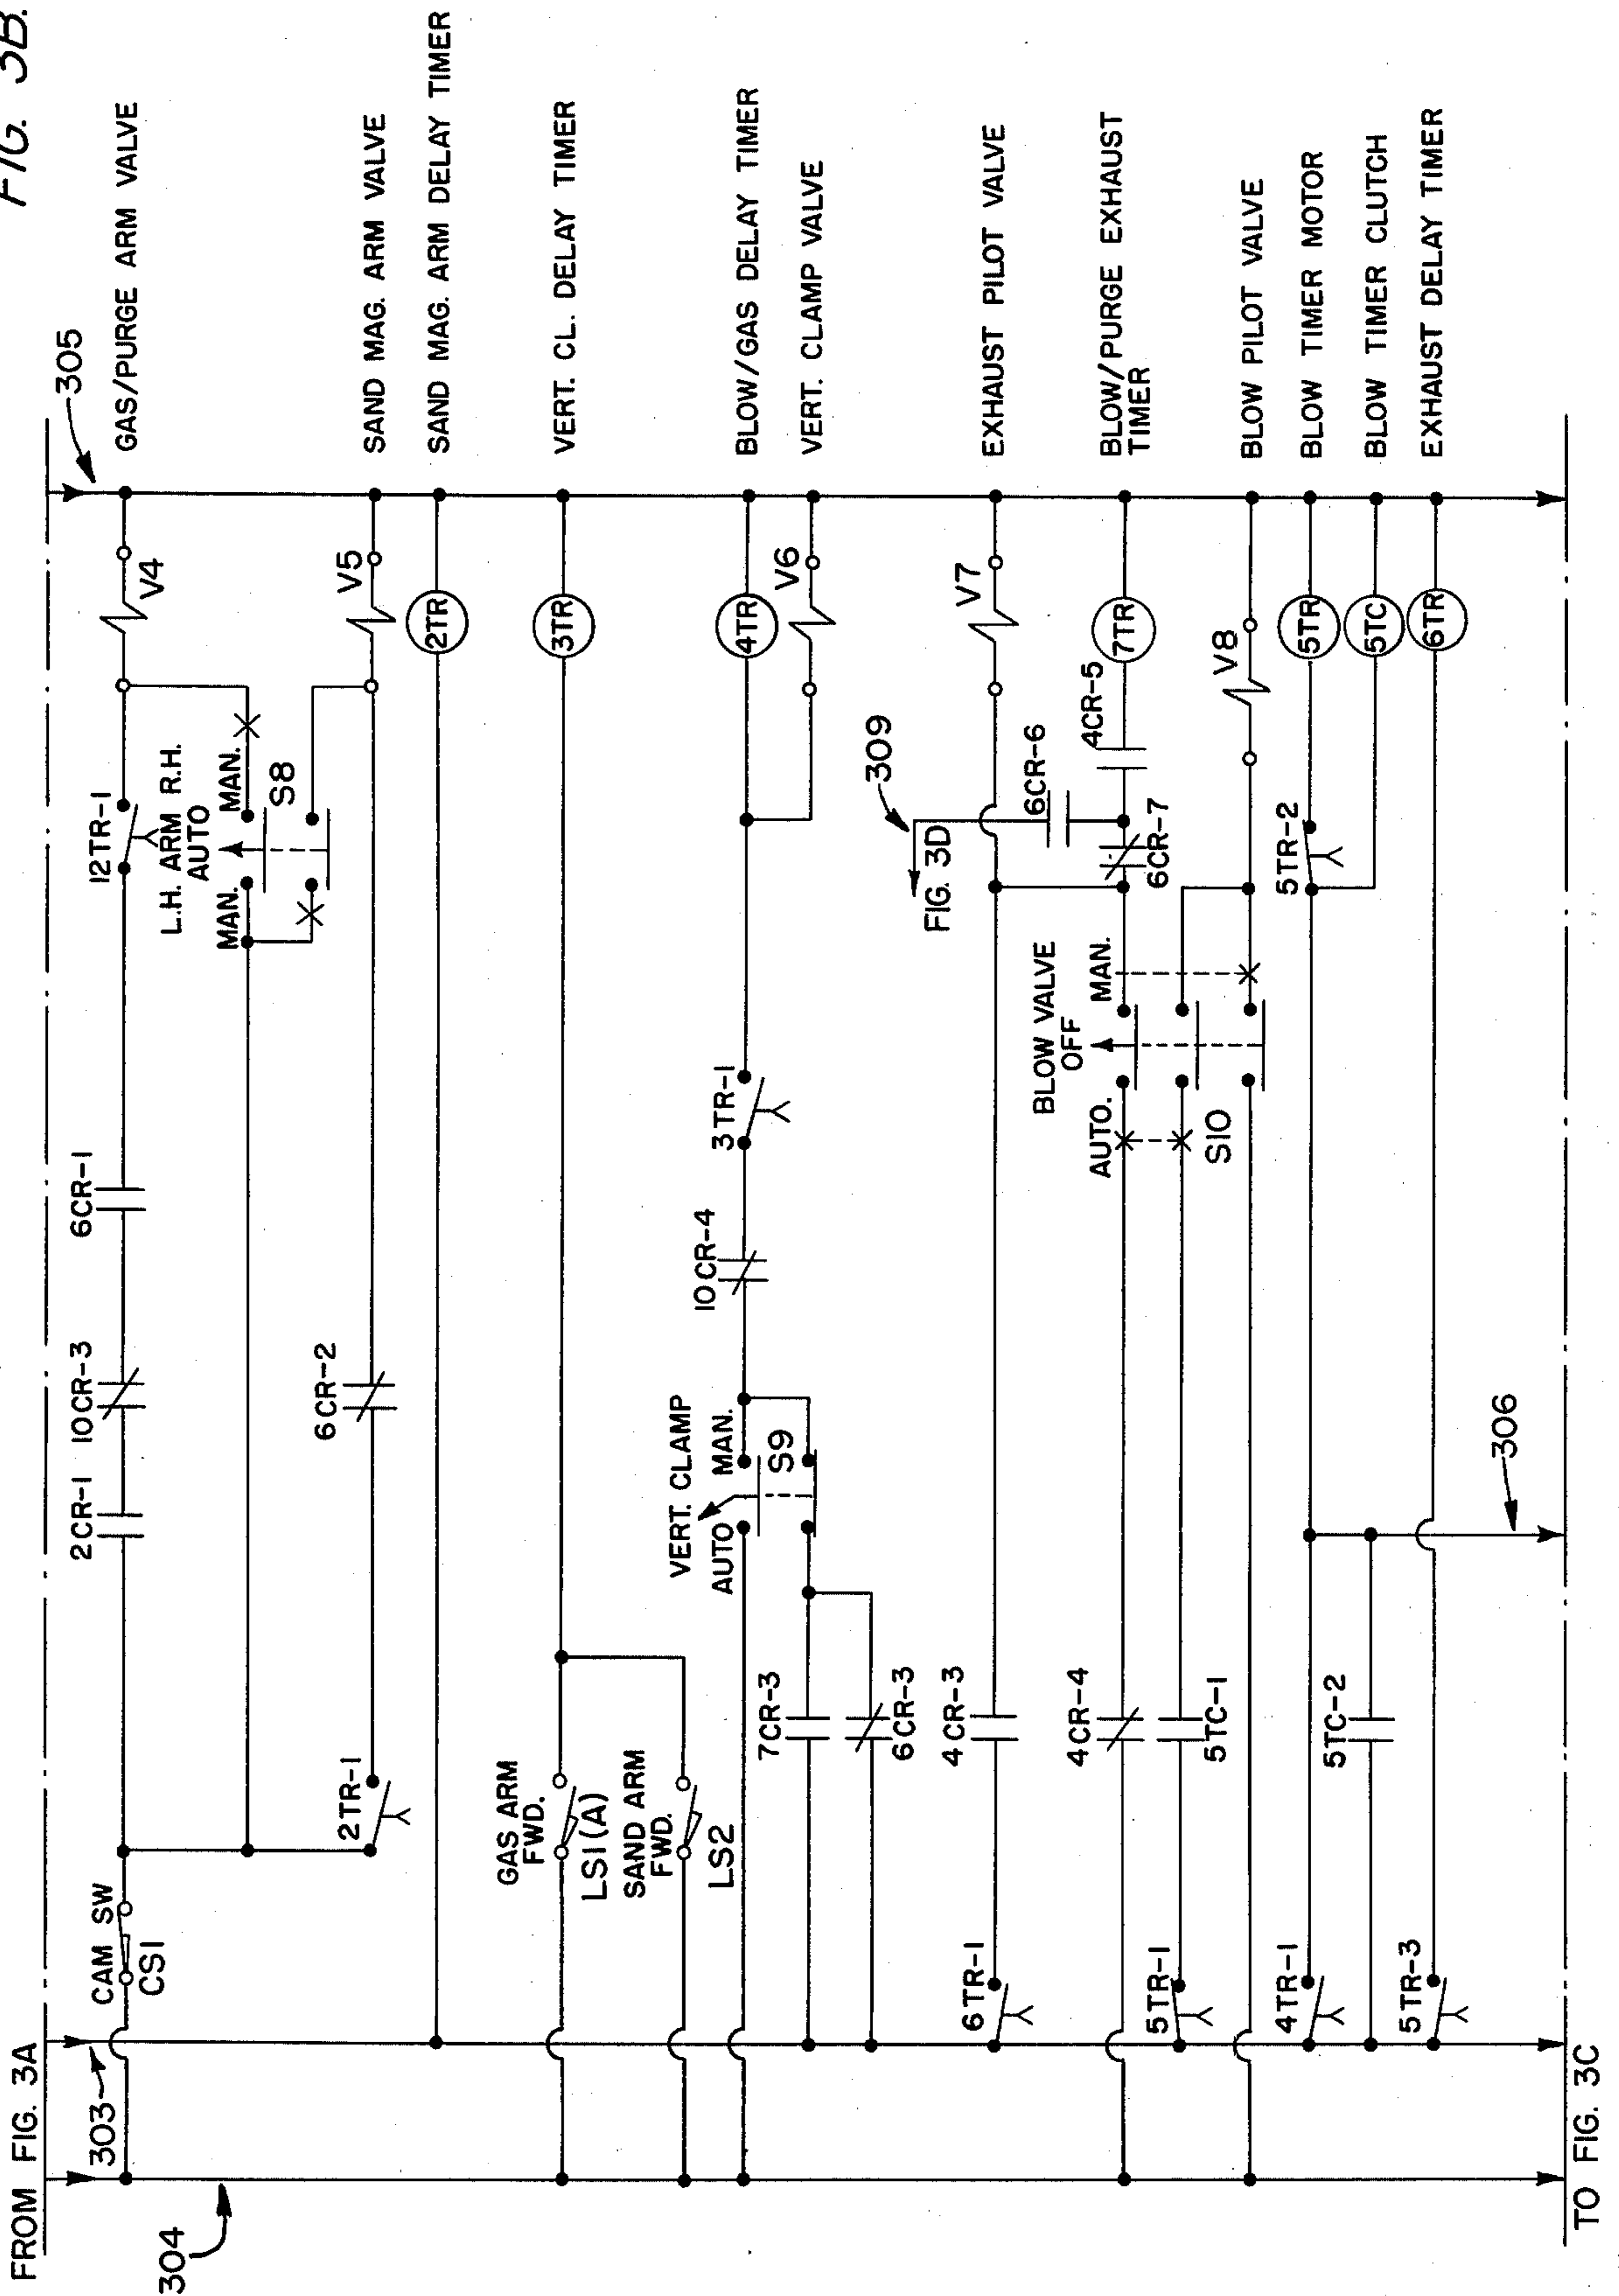 FIG. 3B.
FROM FIG. 3A
303
304
305
CAM SW
CS1
2CR-1
10CR-3
6CR-1
12TR-1
V4
GAS/PURGE ARM VALVE
L.H. ARM R.H.
AUTO
MAN.
MAN.
S8
2TR-1
6CR-2
V5
SAND MAG. ARM VALVE
2TR
SAND MAG. ARM DELAY TIMER
GAS ARM
FWD.
LS1(A)
3TR
VERT. CL. DELAY TIMER
SAND ARM
FWD.
LS2
VERT. CLAMP
AUTO
MAN.
S9
10CR-4
3TR-1
4TR
BLOW/GAS DELAY TIMER
7CR-3
V6
VERT. CLAMP VALVE
6CR-3
309
FIG. 3D
6TR-1
4CR-3
V7
EXHAUST PILOT VALVE
6CR-6
4CR-5
BLOW VALVE
OFF
AUTO.
MAN.
4CR-4
6CR-7
7TR
BLOW/PURGE EXHAUST
TIMER
5TR-1
5TC-1
S10
V8
BLOW PILOT VALVE
4TR-1
5TR-2
5TR
BLOW TIMER MOTOR
5TC-2
5TC
BLOW TIMER CLUTCH
5TR-3
6TR
EXHAUST DELAY TIMER
306
TO FIG. 3C